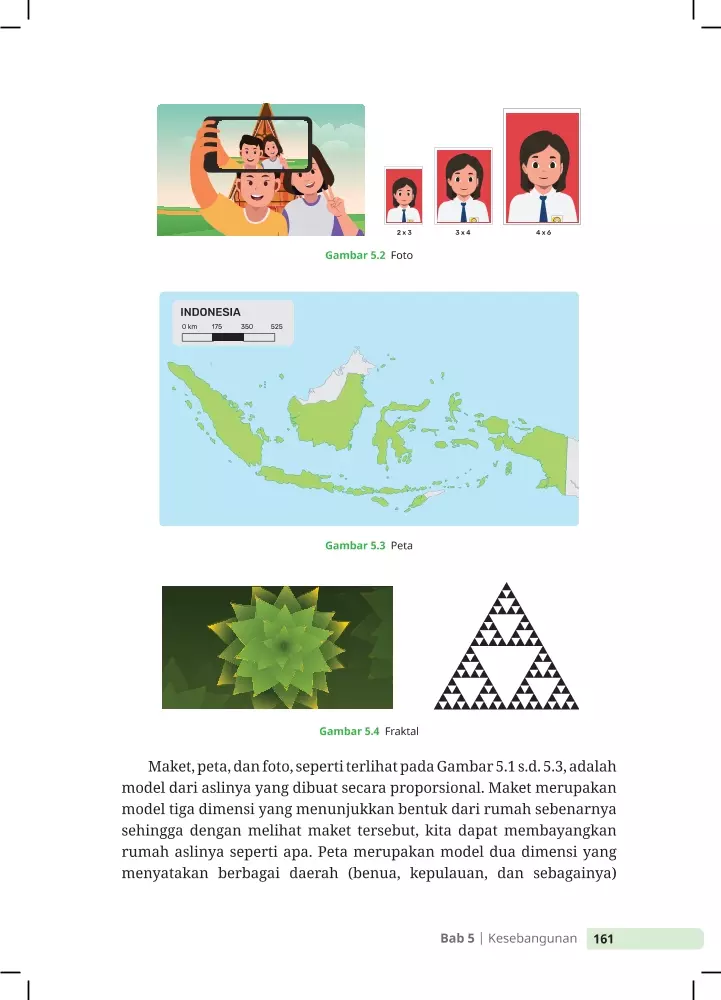 2 x 3
3 x 4
4 x 6
Gambar 5.2 Foto
INDONESIA
0 km 175 350 525
Gambar 5.3 Peta
Gambar 5.4 Fraktal
Maket, peta, dan foto, seperti terlihat pada Gambar 5.1 s.d. 5.3, adalah
model dari aslinya yang dibuat secara proporsional. Maket merupakan
model tiga dimensi yang menunjukkan bentuk dari rumah sebenarnya
sehingga dengan melihat maket tersebut, kita dapat membayangkan
rumah aslinya seperti apa. Peta merupakan model dua dimensi yang
menyatakan berbagai daerah (benua, kepulauan, dan sebagainya)
Bab 5 | Kesebangunan 161